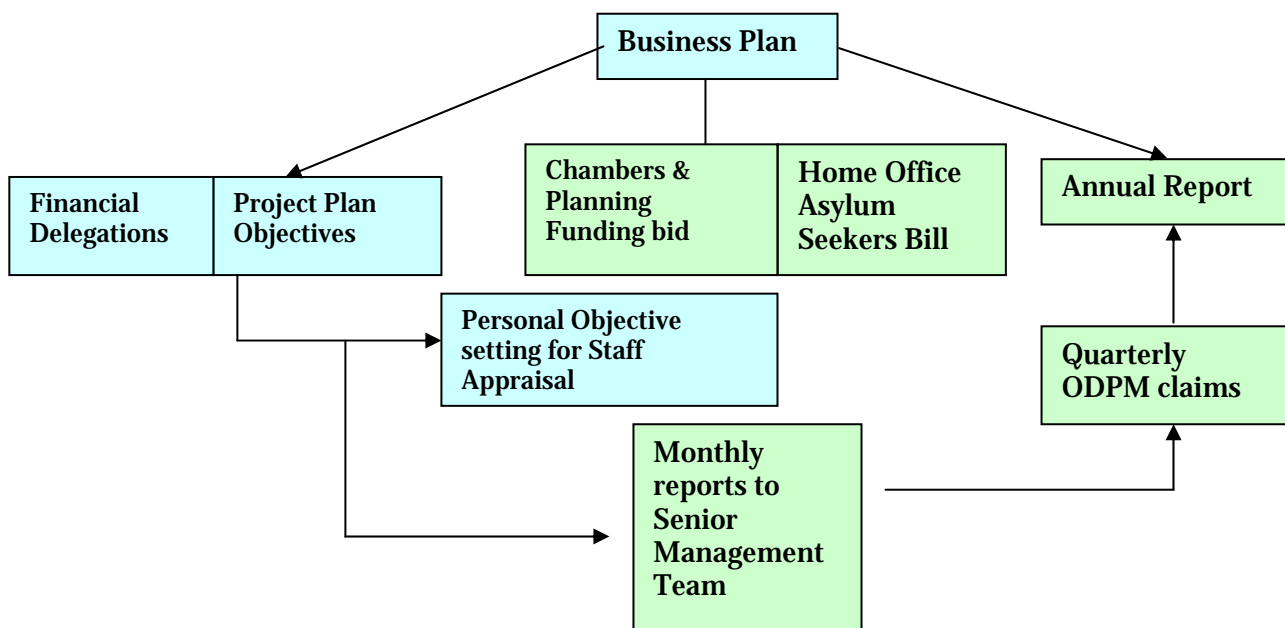 Business Plan
Financial
Delegations
Project Plan
Objectives
Chambers &
Planning
Funding bid
Home Office
Asylum
Seekers Bill
Annual Report
Personal Objective
setting for Staff
Appraisal
Quarterly
ODPM claims
Monthly
reports to
Senior
Management
Team